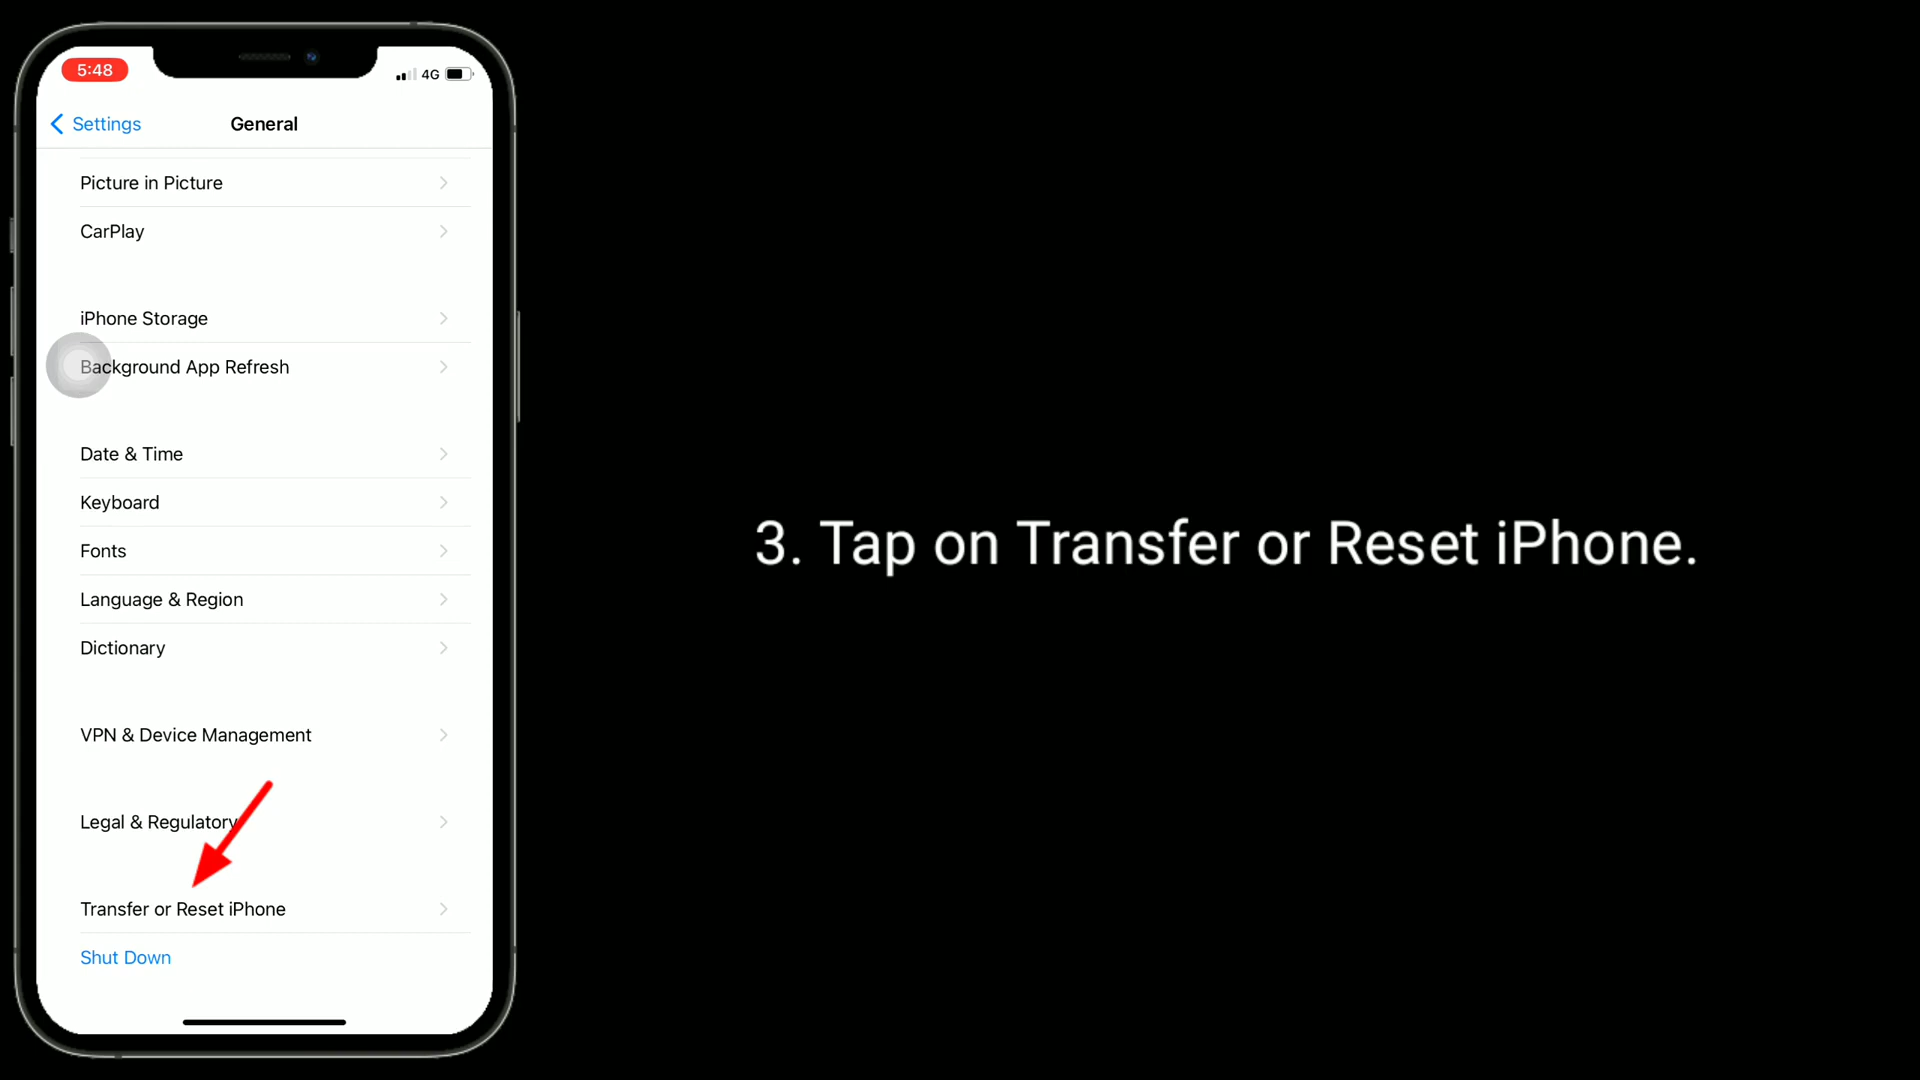 5:48
4G
Settings
General
Picture in Picture
CarPlay
iPhone Storage
Background App Refresh
Date & Time
Keyboard
Fonts
Language & Region
Dictionary
VPN & Device Management
Legal & Regulatory
Transfer or Reset iPhone
Shut Down
3. Tap on Transfer or Reset iPhone.